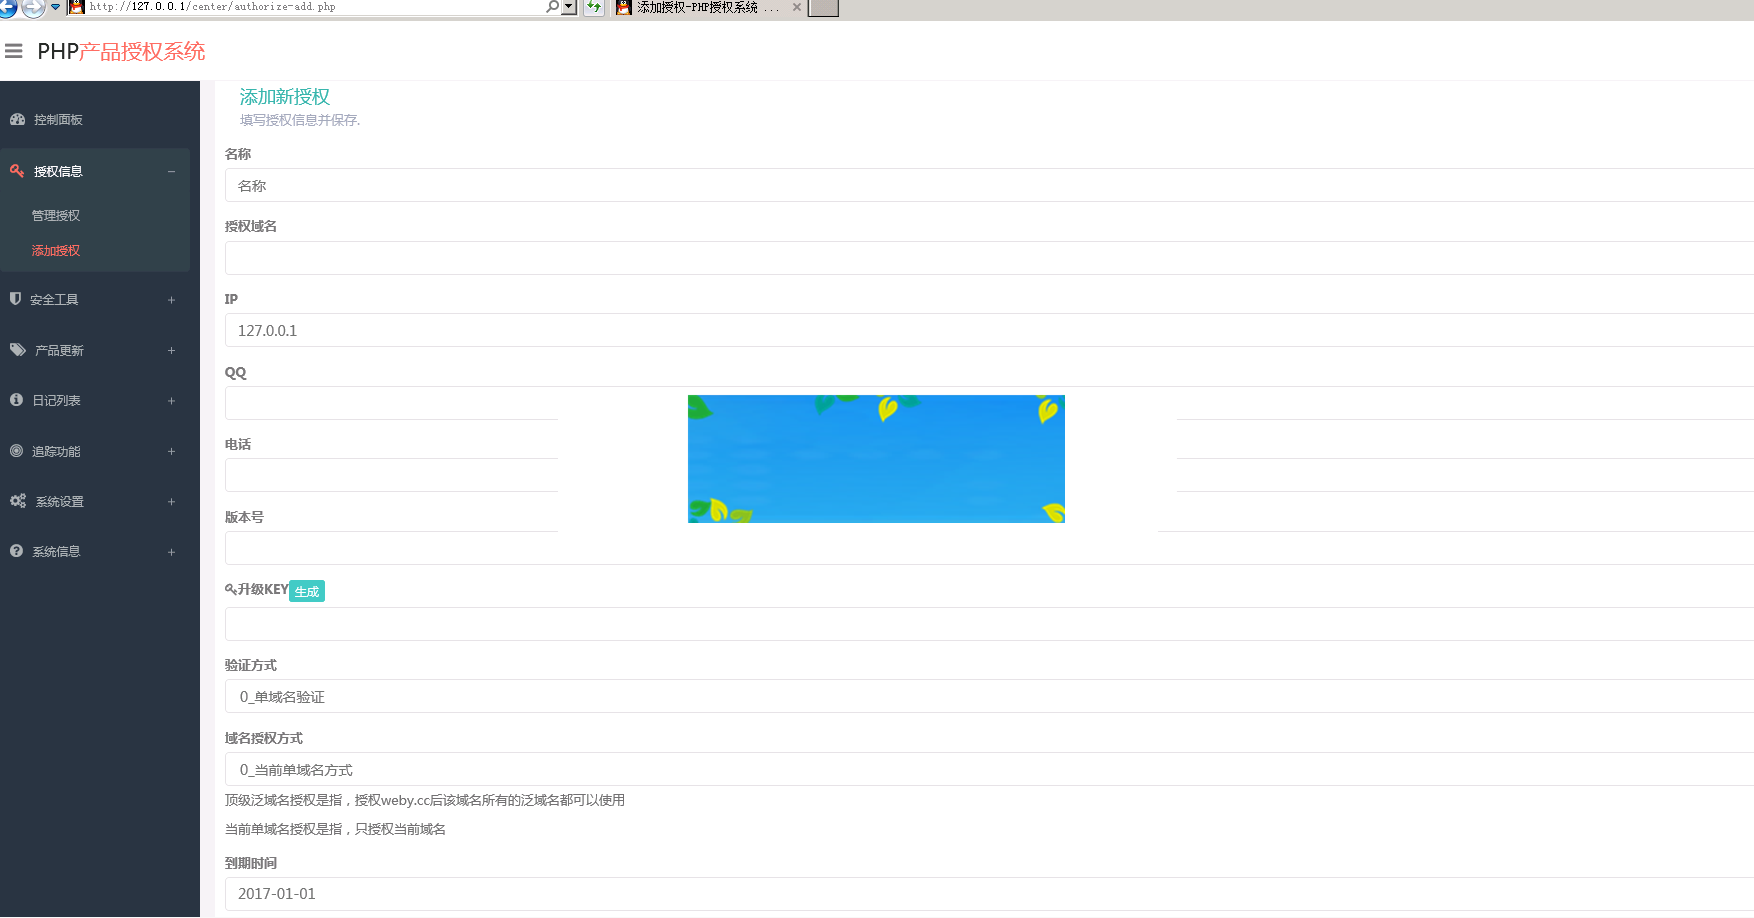 http://127.0.0.1/center/authorize-add.php
添加授权-PHP授权系统 ...
PHP产品授权系统
控制面板
授权信息
管理授权
添加授权
安全工具
产品更新
日记列表
追踪功能
系统设置
系统信息
添加新授权
填写授权信息并保存.
名称
名称
授权域名
IP
127.0.0.1
QQ
电话
版本号
升级KEY 生成
验证方式
0_单域名验证
域名授权方式
0_当前单域名方式
顶级泛域名授权是指，授权weby.cc后该域名所有的泛域名都可以使用
当前单域名授权是指，只授权当前域名
到期时间
2017-01-01